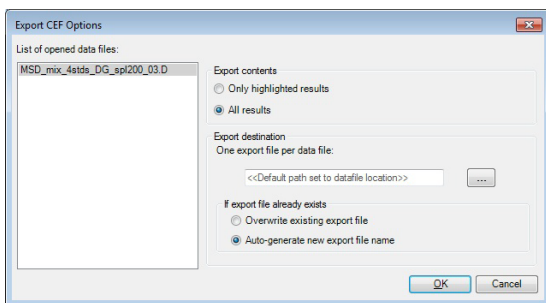 Export CEF Options
List of opened data files:
MSD_mix_4stds_DG_spl200_03.D
Export contents
Only highlighted results
All results
Export destination
One export file per data file:
<<Default path set to datafile location>>
...
If export file already exists
Overwrite existing export file
Auto-generate new export file name
OK
Cancel